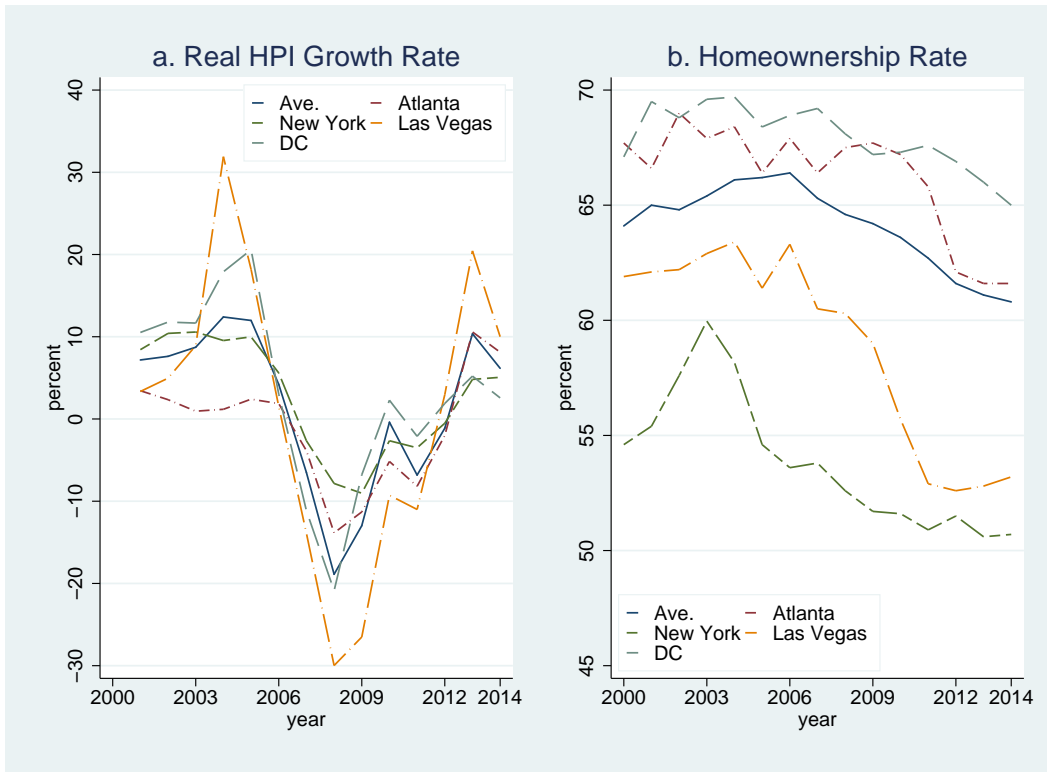 a. Real HPI Growth Rate
Ave.
Atlanta
New York
Las Vegas
DC
percent
40
30
20
10
0
−10
−20
−30
2000
2003
2006
2009
2012
2014
year
b. Homeownership Rate
percent
70
65
60
55
50
45
Ave.
Atlanta
New York
Las Vegas
DC
2000
2003
2006
2009
2012
2014
year